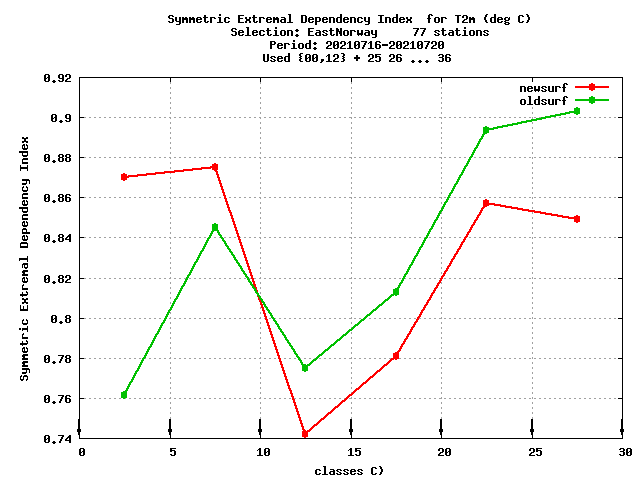 Symmetric Extremal Dependency Index  for T2m (deg C)
Selection: EastNorway     77 stations
Period: 20210716-20210720
Used {00,12} + 25 26 ... 36
newsurf
oldsurf
Symmetric Extremal Dependency Index
0.92
0.9
0.88
0.86
0.84
0.82
0.8
0.78
0.76
0.74
0 5 10 15 20 25 30
classes C)